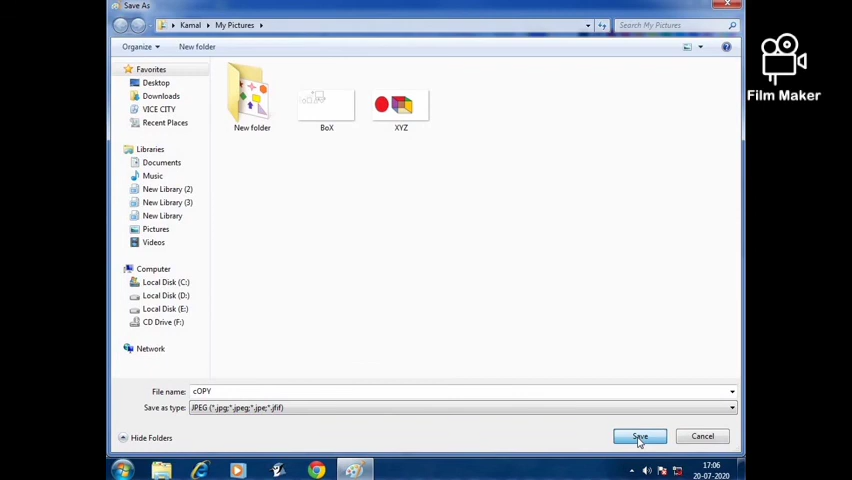 Save As
Kamal
My Pictures
Search My Pictures
Organize
New folder
Favorites
Desktop
Downloads
VICE CITY
Recent Places
Libraries
Documents
Music
New Library (2)
New Library (3)
New Library
Pictures
Videos
Computer
Local Disk (C:)
Local Disk (D:)
Local Disk (E:)
CD Drive (F:)
Network
New folder
BoX
XYZ
File name: cOPY
Save as type: JPEG (*.jpg;*.jpeg;*.jpe;*.jfif)
Hide Folders
Save
Cancel
17:06
20-07-2020
Film Maker